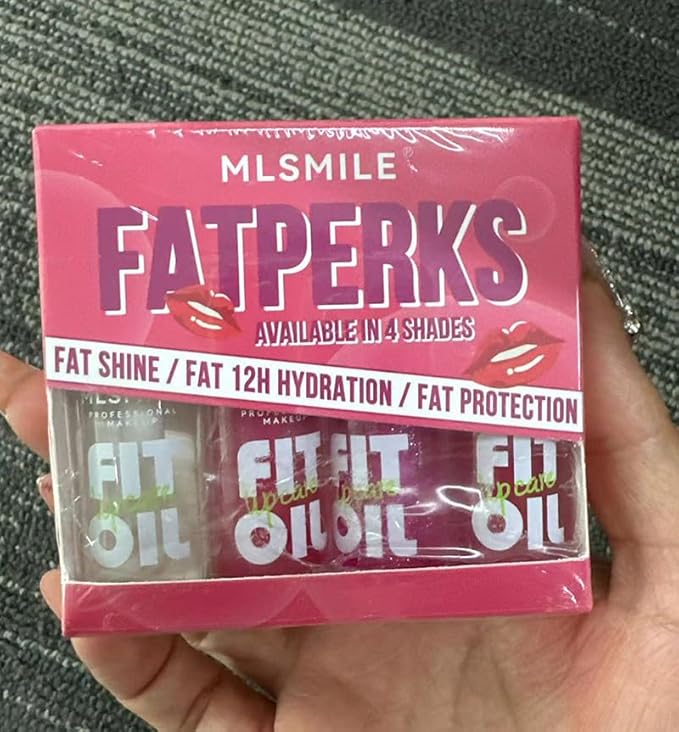 MLSMILE®
FATPERKS
AVAILABLE IN 4 SHADES
FAT SHINE / FAT 12H HYDRATION / FAT PROTECTION
PROFESSIONAL
MAKEUP
FIT
lip care
OIL
MAKEUP
FIT
lip care
OIL
FIT
lip care
OIL
FIT
lip care
OIL